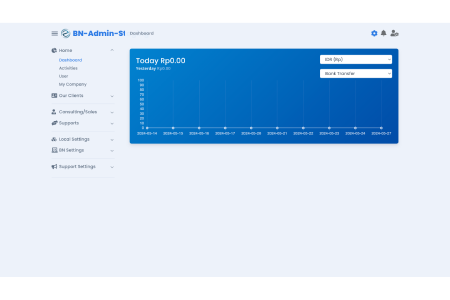 BN-Admin-S
Dashboard
Home
Dashboard
Activities
User
My Company
Our Clients
Consulting/Sales
Supports
Local Settings
BN Settings
Support Settings
Today Rp0.00
Yesterday Rp0.00
IDR (Rp)
Bank Transfer
100
90
80
70
60
50
40
30
20
10
0
2024-03-14 2024-03-15 2024-03-16 2024-03-17 2024-03-20 2024-03-21 2024-03-22 2024-03-23 2024-03-24 2024-03-27